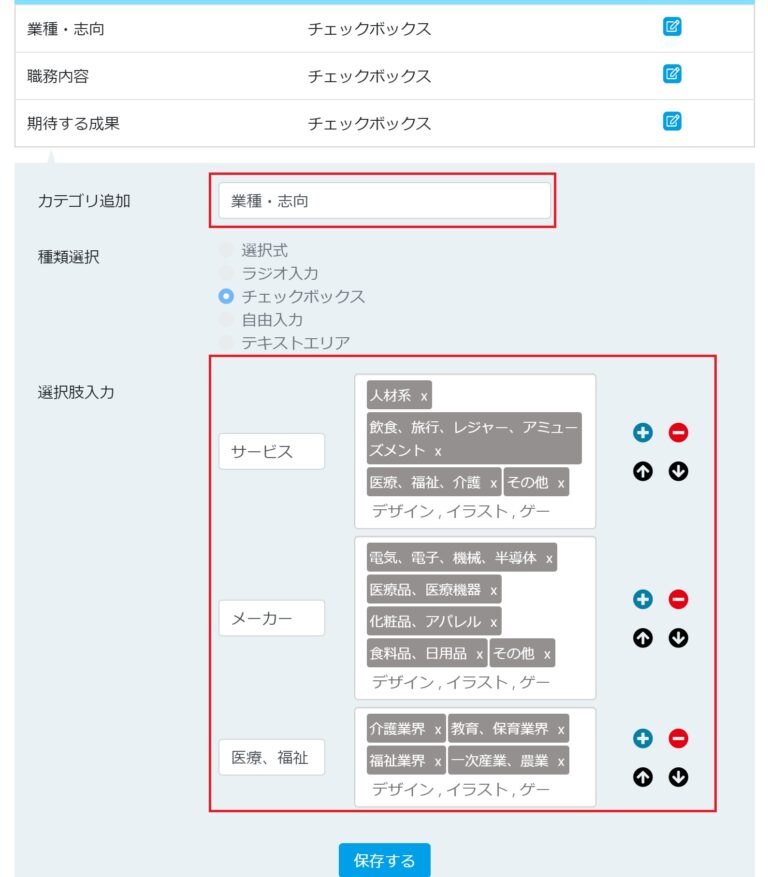 業種・志向 チェックボックス
職務内容 チェックボックス
期待する成果 チェックボックス
カテゴリ追加 業種・志向
種類選択
選択式
ラジオ入力
チェックボックス
自由入力
テキストエリア
選択肢入力
サービス
人材系 x
飲食、旅行、レジャー、アミュー
ズメント x
医療、福祉、介護 x その他 x
デザイン , イラスト , ゲー
メーカー
電気、電子、機械、半導体 x
医療品、医療機器 x
化粧品、アパレル x
食料品、日用品 x その他 x
デザイン , イラスト , ゲー
医療、福祉
介護業界 x 教育、保育業界 x
福祉業界 x 一次産業、農業 x
デザイン , イラスト , ゲー
保存する